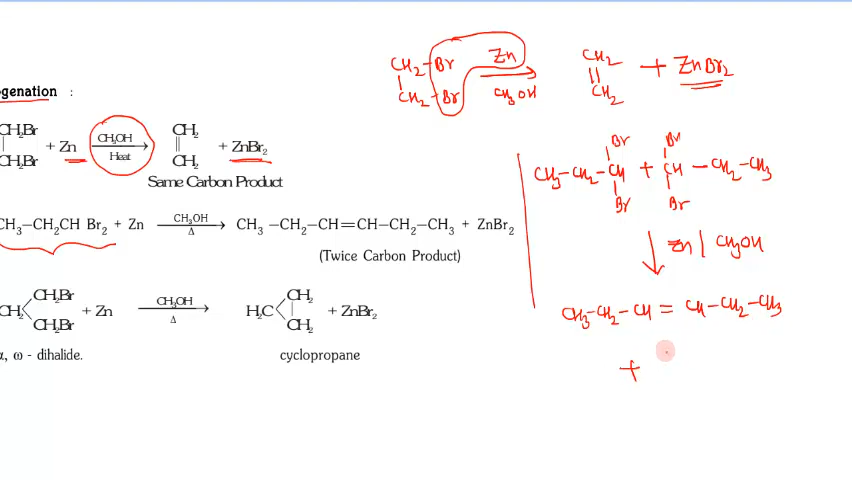 ogenation :
CH₂Br
| + Zn CH₃OH / Heat → CH₂ || CH₂ + ZnBr₂
CH₂Br
Same Carbon Product
CH₃–CH₂CH Br₂ + Zn CH₃OH / Δ → CH₃ –CH₂–CH=CH–CH₂–CH₃ + ZnBr₂
(Twice Carbon Product)
CH₂ < CH₂Br CH₂Br + Zn CH₃OH / Δ → H₂C < CH₂ | CH₂ + ZnBr₂
α, ω - dihalide. cyclopropane
CH₂–Br Zn CH₂
| → CH₃OH || + ZnBr₂
CH₂–Br CH₂
Br Br
CH₃–CH₂–CH + CH–CH₂–CH₃
Br Br
↓ Zn | CH₃OH
CH₃–CH₂–CH = CH–CH₂–CH₃
+